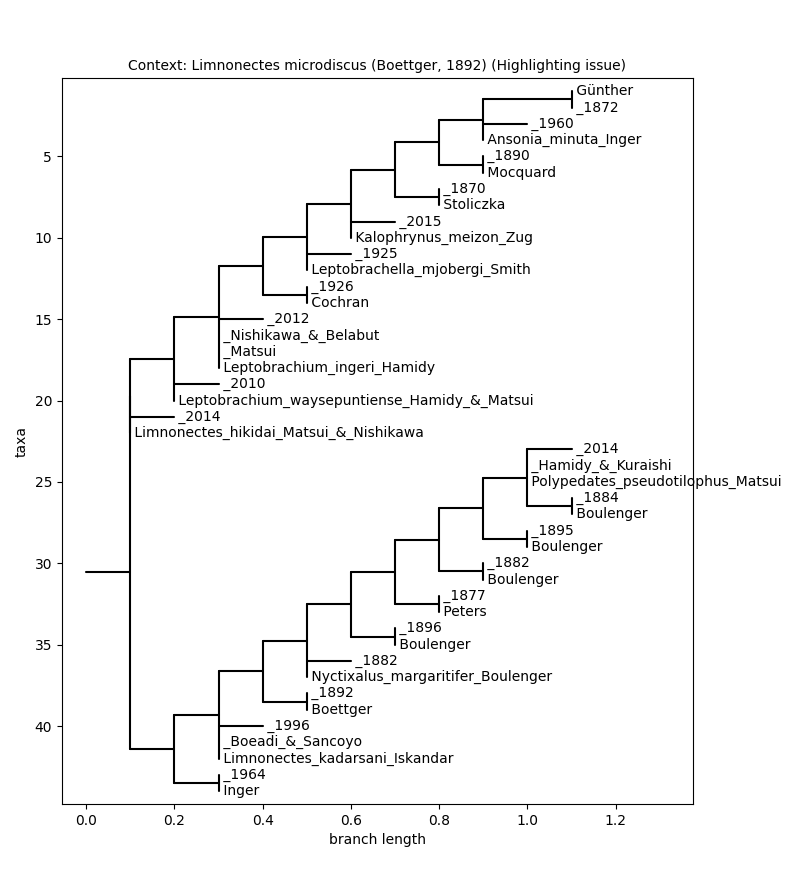 Context: Limnonectes microdiscus (Boettger, 1892) (Highlighting issue)
Günther
_1872
_1960
Ansonia_minuta_Inger
_1890
Mocquard
_1870
Stoliczka
_2015
Kalophrynus_meizon_Zug
_1925
Leptobrachella_mjobergi_Smith
_1926
Cochran
_2012
_Nishikawa_&_Belabut
_Matsui
Leptobrachium_ingeri_Hamidy
_2010
Leptobrachium_waysepuntiense_Hamidy_&_Matsui
_2014
Limnonectes_hikidai_Matsui_&_Nishikawa
_2014
_Hamidy_&_Kuraishi
Polypedates_pseudotilophus_Matsui
_1884
Boulenger
_1895
Boulenger
_1882
Boulenger
_1877
Peters
_1896
Boulenger
_1882
Nyctixalus_margaritifer_Boulenger
_1892
Boettger
_1996
_Boeadi_&_Sancoyo
Limnonectes_kadarsani_Iskandar
_1964
Inger
5
10
15
20
25
30
35
40
taxa
0.0 0.2 0.4 0.6 0.8 1.0 1.2
branch length